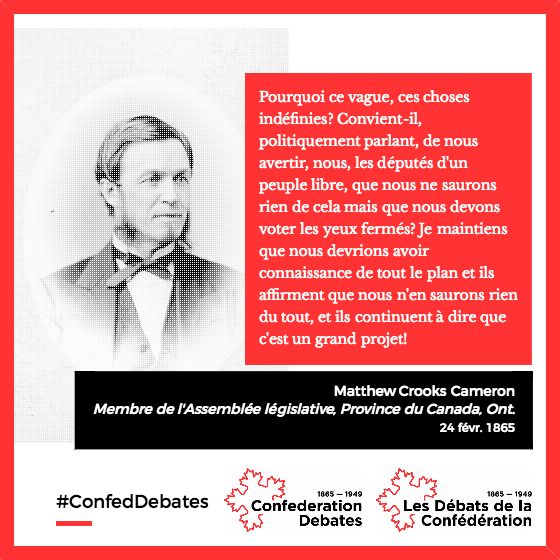 Pourquoi ce vague, ces choses
indéfinies? Convient-il,
politiquement parlant, de nous
avertir, nous, les députés d'un
peuple libre, que nous ne saurons
rien de cela mais que nous devons
voter les yeux fermés? Je maintiens
que nous devrions avoir
connaissance de tout le plan et ils
affirment que nous n'en saurons rien
du tout, et ils continuent à dire que
c'est un grand projet!
Matthew Crooks Cameron
Membre de l'Assemblée législative, Province du Canada, Ont.
24 févr. 1865
#ConfedDebates
1865 – 1949
Confederation
Debates
1865 – 1949
Les Débats de la
Confédération